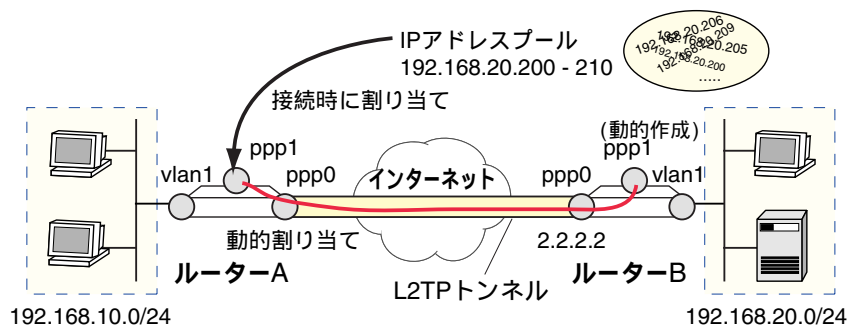 IPアドレスプール
192.168.20.200 - 210
192.168.20.206
192.168.20.205
192.168.20.209
192.168.20.200
.....
接続時に割り当て
(動的作成)
ppp1
ppp1
vlan1
ppp0
インターネット
ppp0
vlan1
動的割り当て
2.2.2.2
ルーターA
L2TPトンネル
ルーターB
192.168.10.0/24
192.168.20.0/24